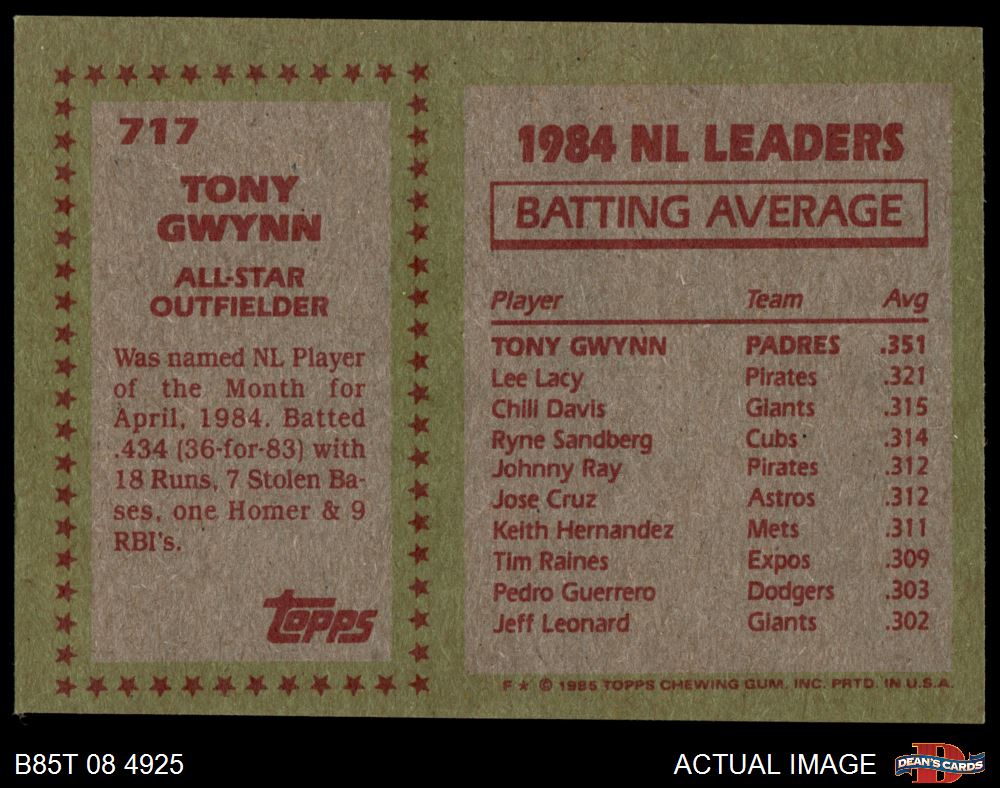 717
TONY
GWYNN
ALL-STAR
OUTFIELDER
Was named NL Player
of the Month for
April, 1984. Batted
.434 (36-for-83) with
18 Runs, 7 Stolen Ba-
ses, one Homer & 9
RBI's.
Topps
1984 NL LEADERS
BATTING AVERAGE
Player Team Avg
TONY GWYNN PADRES .351
Lee Lacy Pirates .321
Chili Davis Giants .315
Ryne Sandberg Cubs .314
Johnny Ray Pirates .312
Jose Cruz Astros .312
Keith Hernandez Mets .311
Tim Raines Expos .309
Pedro Guerrero Dodgers .303
Jeff Leonard Giants .302
F★ © 1985 TOPPS CHEWING GUM, INC. PRTD. IN U.S.A.
B85T 08 4925
ACTUAL IMAGE
D
DEAN'S CARDS